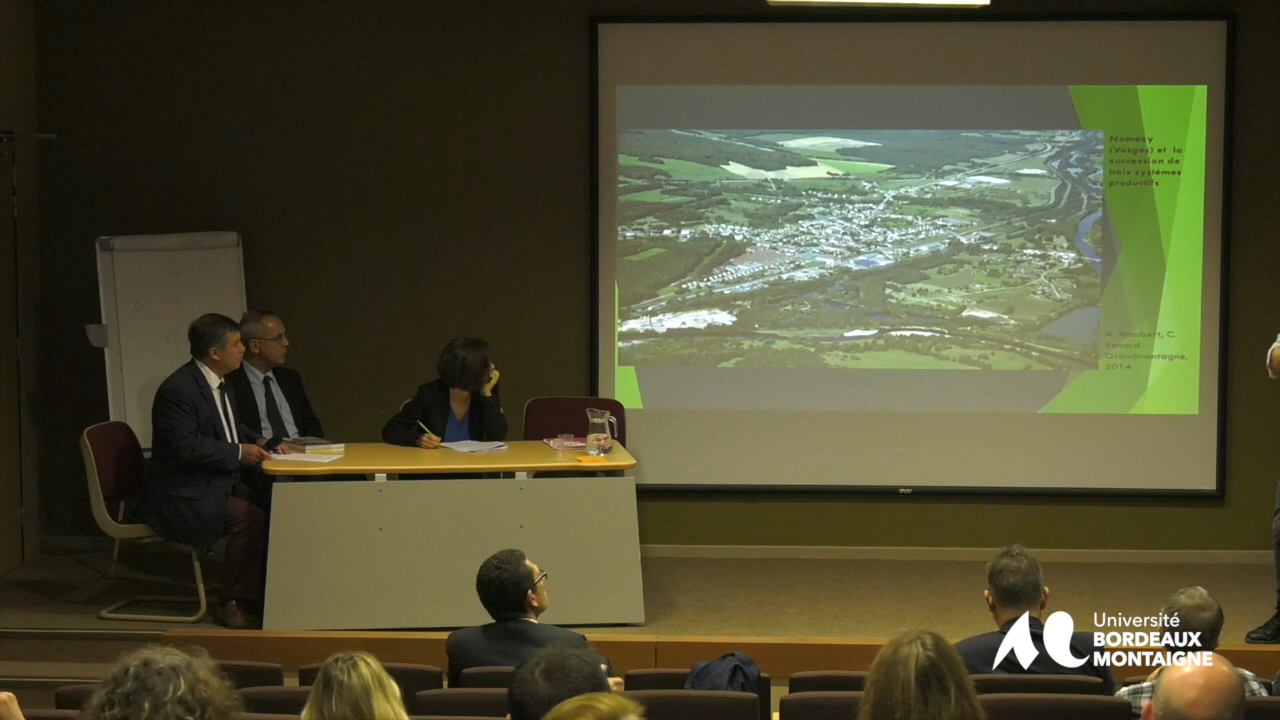 Nomexy
(Vosges) et la
succession de
trois systèmes
productifs
A. Humbert, C.
Renard-
Grandmontagne,
2014
Université
BORDEAUX
MONTAIGNE